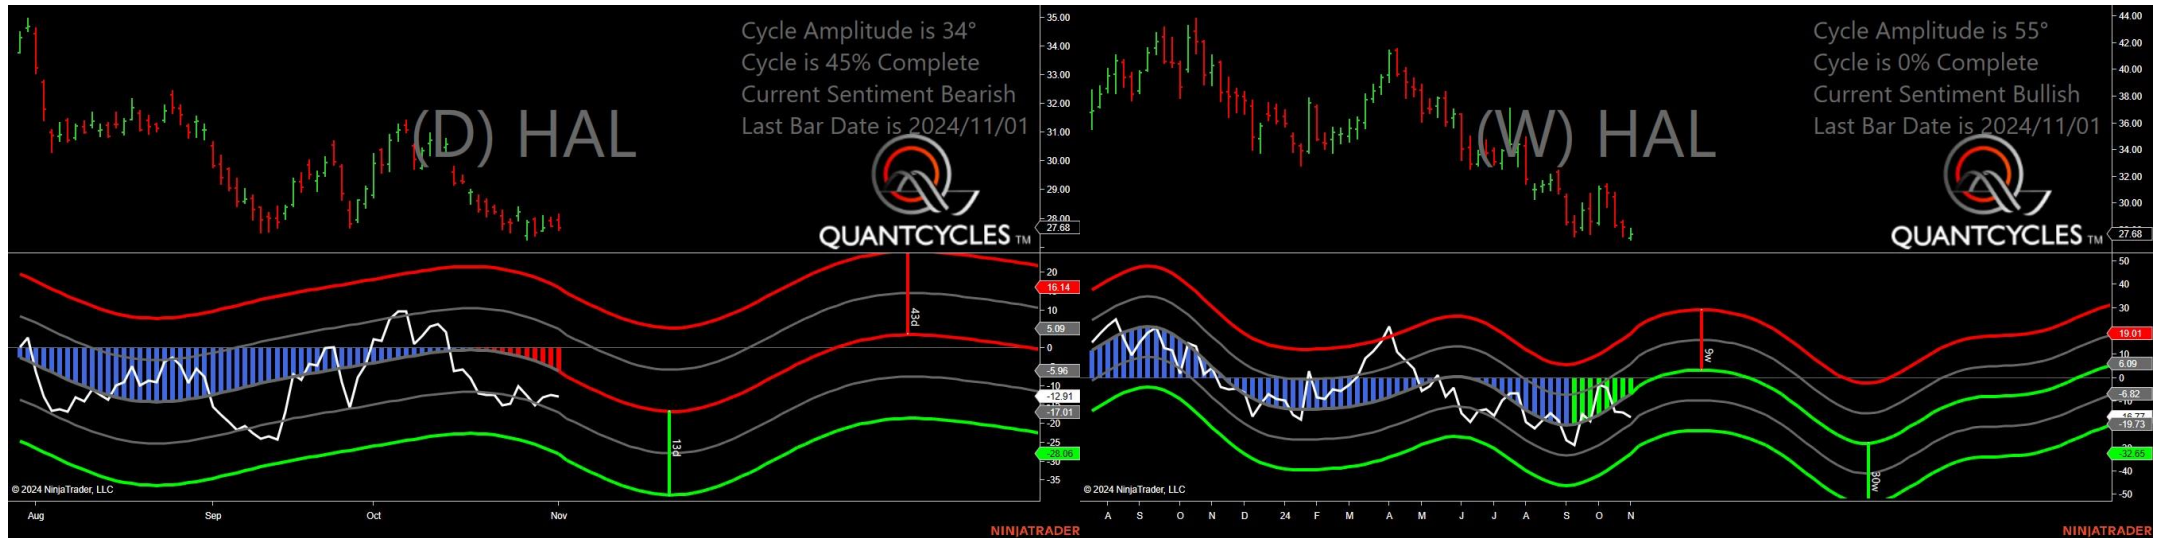 Cycle Amplitude is 34°
Cycle is 45% Complete
Current Sentiment Bearish
Last Bar Date is 2024/11/01
(D) HAL
QUANTCYCLES TM
35.00
34.00
33.00
32.00
31.00
30.00
29.00
28.00
27.68
20
16.14
10
5.09
0
-5.96
-10
-12.91
-17.01
-20
-25
-28.06
-30
-35
43d
13d
© 2024 NinjaTrader, LLC
Aug Sep Oct Nov
NINJATRADER
Cycle Amplitude is 55°
Cycle is 0% Complete
Current Sentiment Bullish
Last Bar Date is 2024/11/01
(W) HAL
QUANTCYCLES TM
44.00
42.00
40.00
38.00
36.00
34.00
32.00
30.00
27.68
50
40
30
19.01
10
6.09
0
-6.82
-10
-16.77
-19.73
-32.65
-40
-50
9w
30w
© 2024 NinjaTrader, LLC
A S O N D 24 F M A M J J A S O N
NINJATRADER